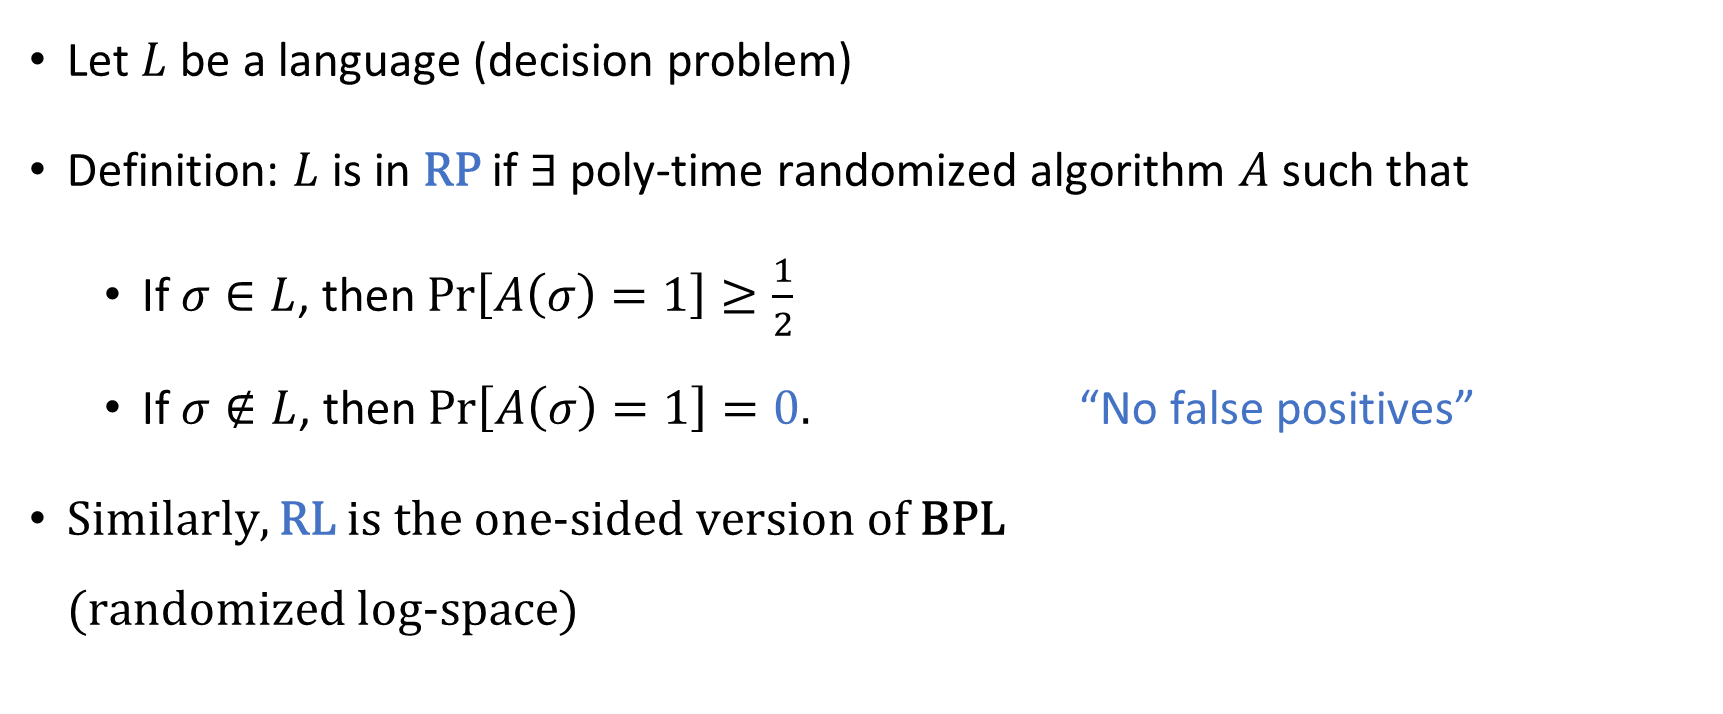 • Let L be a language (decision problem)
• Definition: L is in RP if ∃ poly-time randomized algorithm A such that
• If σ ∈ L, then Pr[A(σ) = 1] ≥ 1/2
• If σ ∉ L, then Pr[A(σ) = 1] = 0. “No false positives”
• Similarly, RL is the one-sided version of BPL
(randomized log-space)